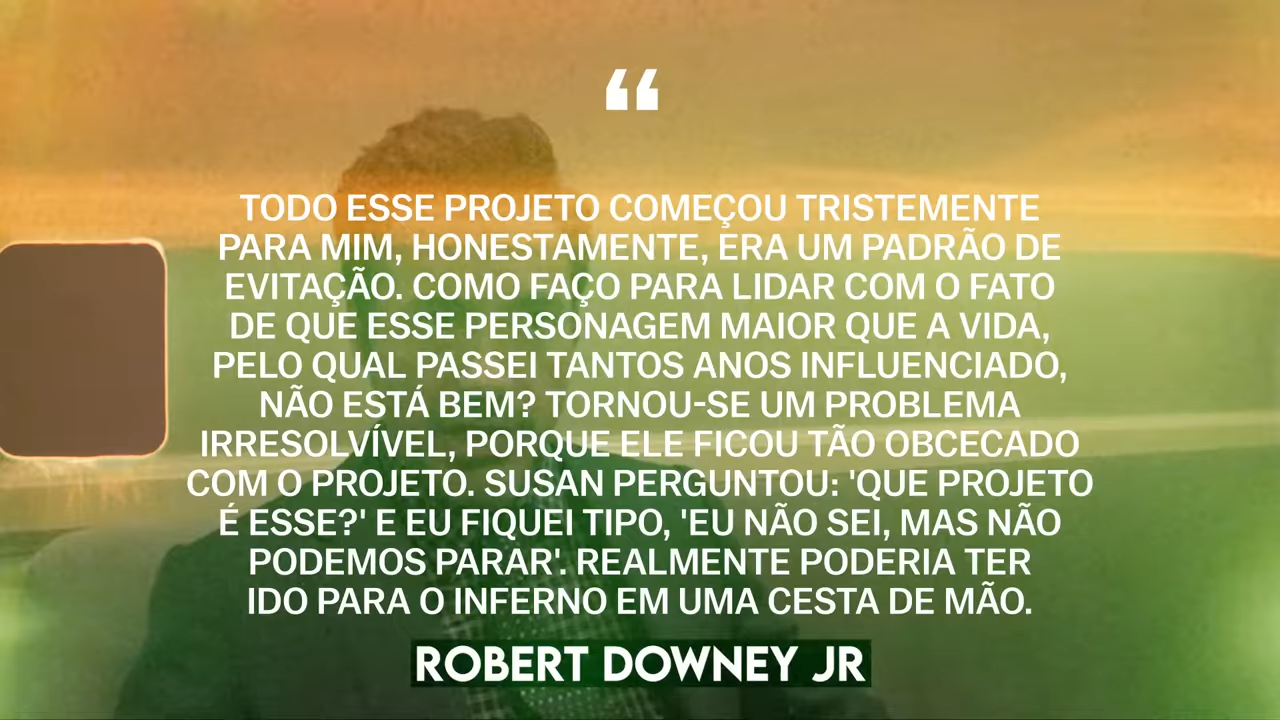 “
TODO ESSE PROJETO COMEÇOU TRISTEMENTE
PARA MIM, HONESTAMENTE, ERA UM PADRÃO DE
EVITAÇÃO. COMO FAÇO PARA LIDAR COM O FATO
DE QUE ESSE PERSONAGEM MAIOR QUE A VIDA,
PELO QUAL PASSEI TANTOS ANOS INFLUENCIADO,
NÃO ESTÁ BEM? TORNOU-SE UM PROBLEMA
IRRESOLVÍVEL, PORQUE ELE FICOU TÃO OBCECADO
COM O PROJETO. SUSAN PERGUNTOU: 'QUE PROJETO
É ESSE?' E EU FIQUEI TIPO, 'EU NÃO SEI, MAS NÃO
PODEMOS PARAR'. REALMENTE PODERIA TER
IDO PARA O INFERNO EM UMA CESTA DE MÃO.
ROBERT DOWNEY JR